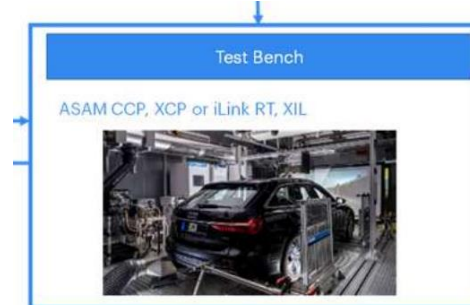 Test Bench
ASAM CCP, XCP or iLink RT, XIL